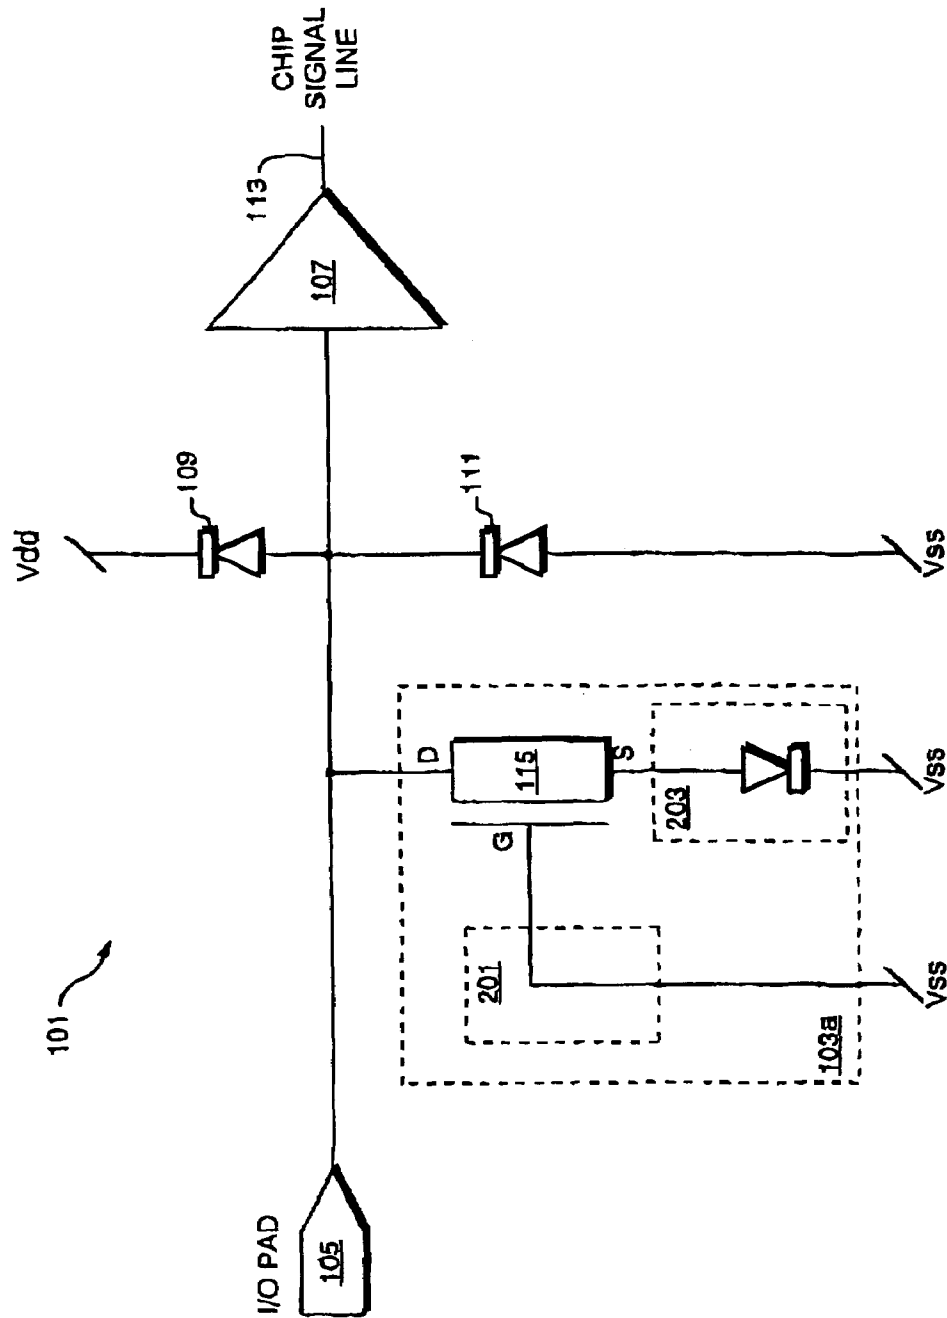 Vdd
109
111
CHIP
SIGNAL
LINE
113
107
101
I/O PAD
105
D
G
115
S
201
203
103a
Vss
Vss
Vss